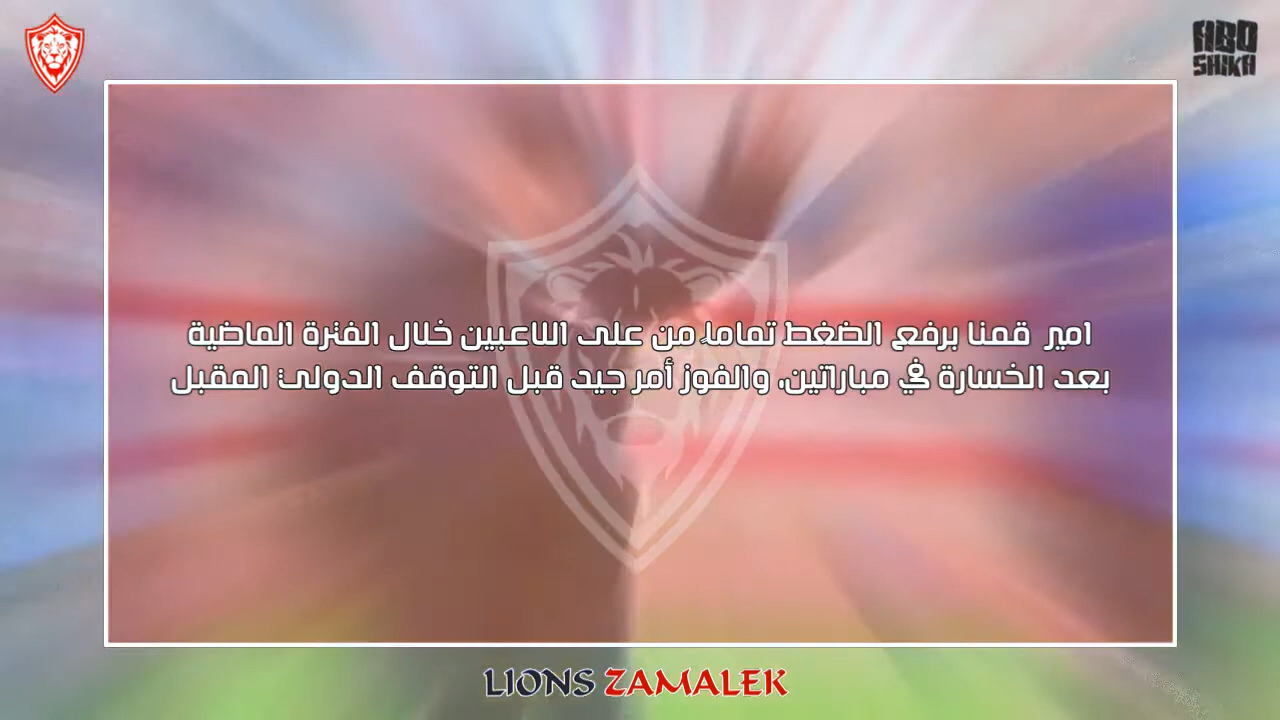 ABO
SHIKA
امير قمنا برفع الضغط تماما من على اللاعبين خلال الفترة الماضية
بعد الخسارة في مباراتين، والفوز أمر جيد قبل التوقف الدولي المقبل
LIONS ZAMALEK